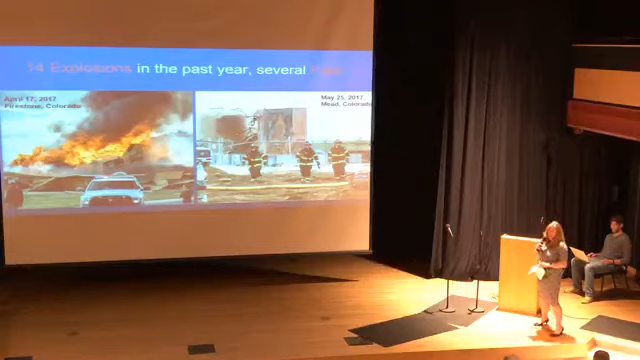 14 Explosions in the past year, several
April 17, 2017
Firestone, Colorado
May 25, 2017
Mead, Colorado